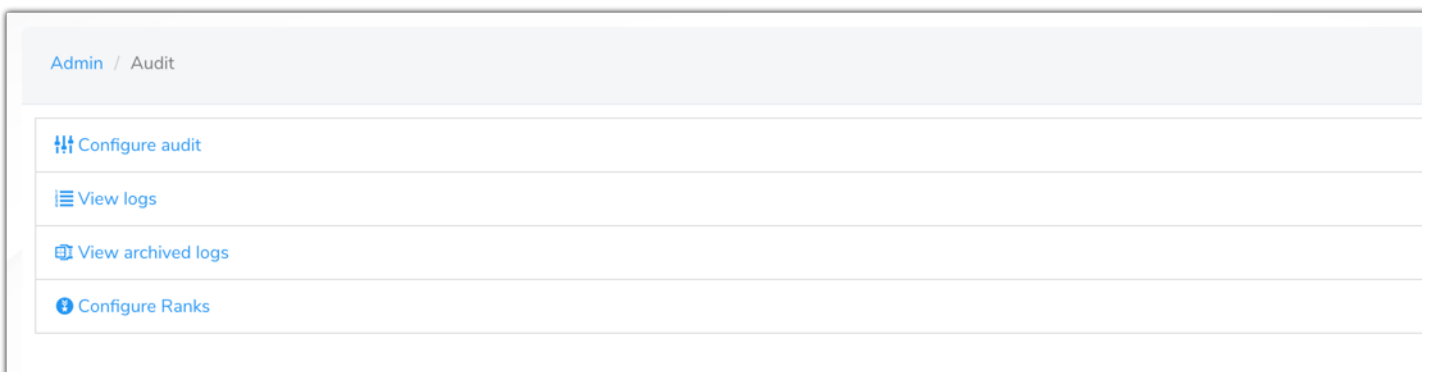 Admin / Audit
Configure audit
View logs
View archived logs
Configure Ranks